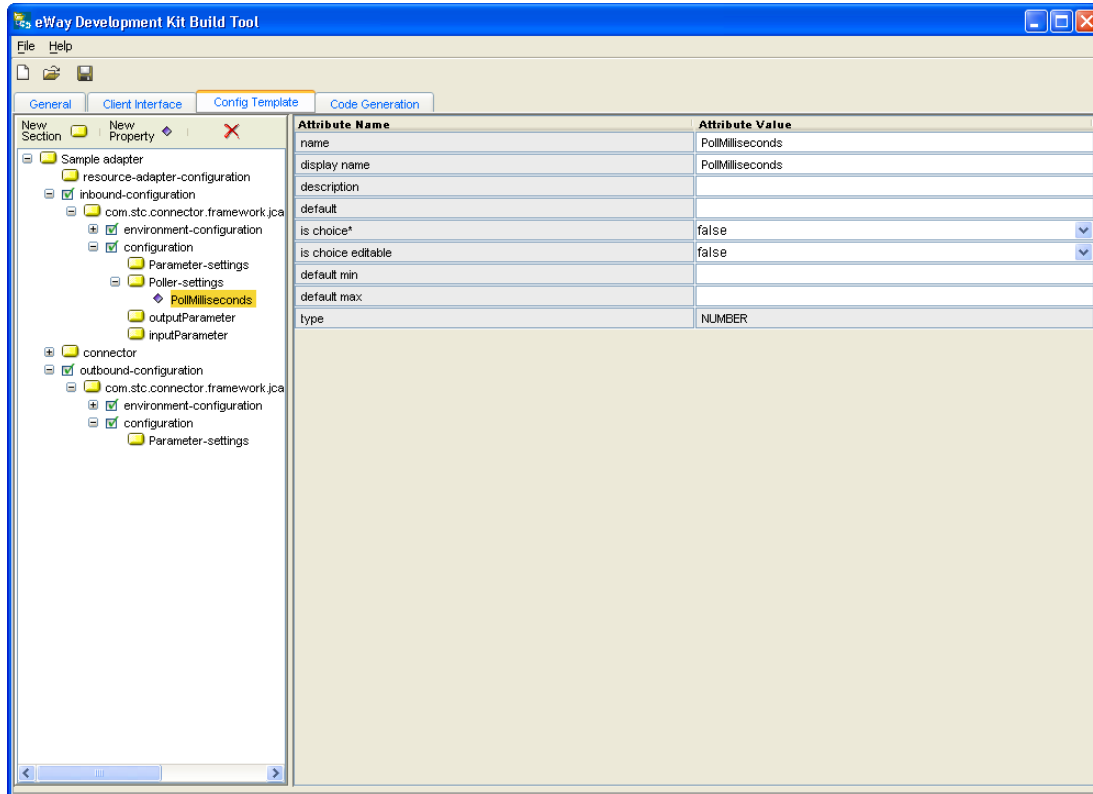 eWay Development Kit Build Tool
File Help
General Client Interface Config Template Code Generation
New Section New Property
Sample adapter
resource-adapter-configuration
inbound-configuration
com.stc.connector.framework.jca
environment-configuration
configuration
Parameter-settings
Poller-settings
PollMilliseconds
outputParameter
inputParameter
connector
outbound-configuration
com.stc.connector.framework.jca
environment-configuration
configuration
Parameter-settings
Attribute Name Attribute Value
name PollMilliseconds
display name PollMilliseconds
description
default
is choice* false
is choice editable false
default min
default max
type NUMBER